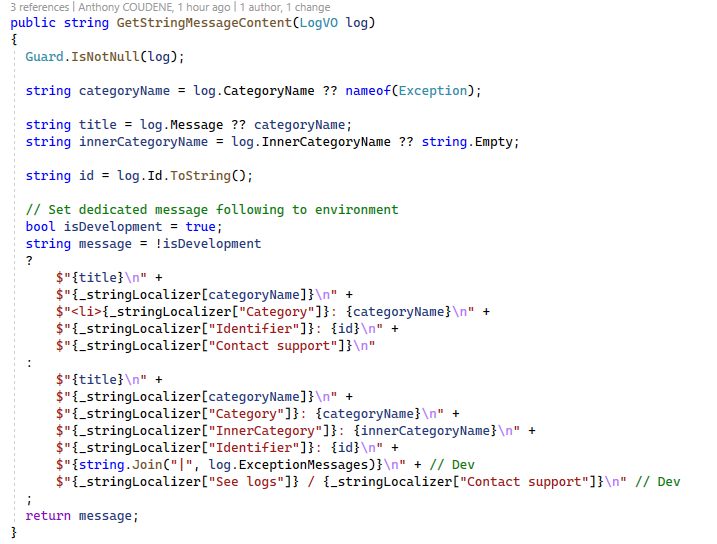 3 references | Anthony COUDENE, 1 hour ago | 1 author, 1 change
public string GetStringMessageContent(LogVO log)
{
  Guard.IsNotNull(log);

  string categoryName = log.CategoryName ?? nameof(Exception);

  string title = log.Message ?? categoryName;
  string innerCategoryName = log.InnerCategoryName ?? string.Empty;

  string id = log.Id.ToString();

  // Set dedicated message following to environment
  bool isDevelopment = true;
  string message = !isDevelopment
  ?
      $"{title}\n" +
      $"{_stringLocalizer[categoryName]}\n" +
      $"<li>{_stringLocalizer["Category"]}: {categoryName}\n" +
      $"{_stringLocalizer["Identifier"]}: {id}\n" +
      $"{_stringLocalizer["Contact support"]}\n"
  :
      $"{title}\n" +
      $"{_stringLocalizer[categoryName]}\n" +
      $"{_stringLocalizer["Category"]}: {categoryName}\n" +
      $"{_stringLocalizer["InnerCategory"]}: {innerCategoryName}\n" +
      $"{_stringLocalizer["Identifier"]}: {id}\n" +
      $"{string.Join("|", log.ExceptionMessages)}\n" + // Dev
      $"{_stringLocalizer["See logs"]} / {_stringLocalizer["Contact support"]}\n" // Dev
  ;
  return message;
}